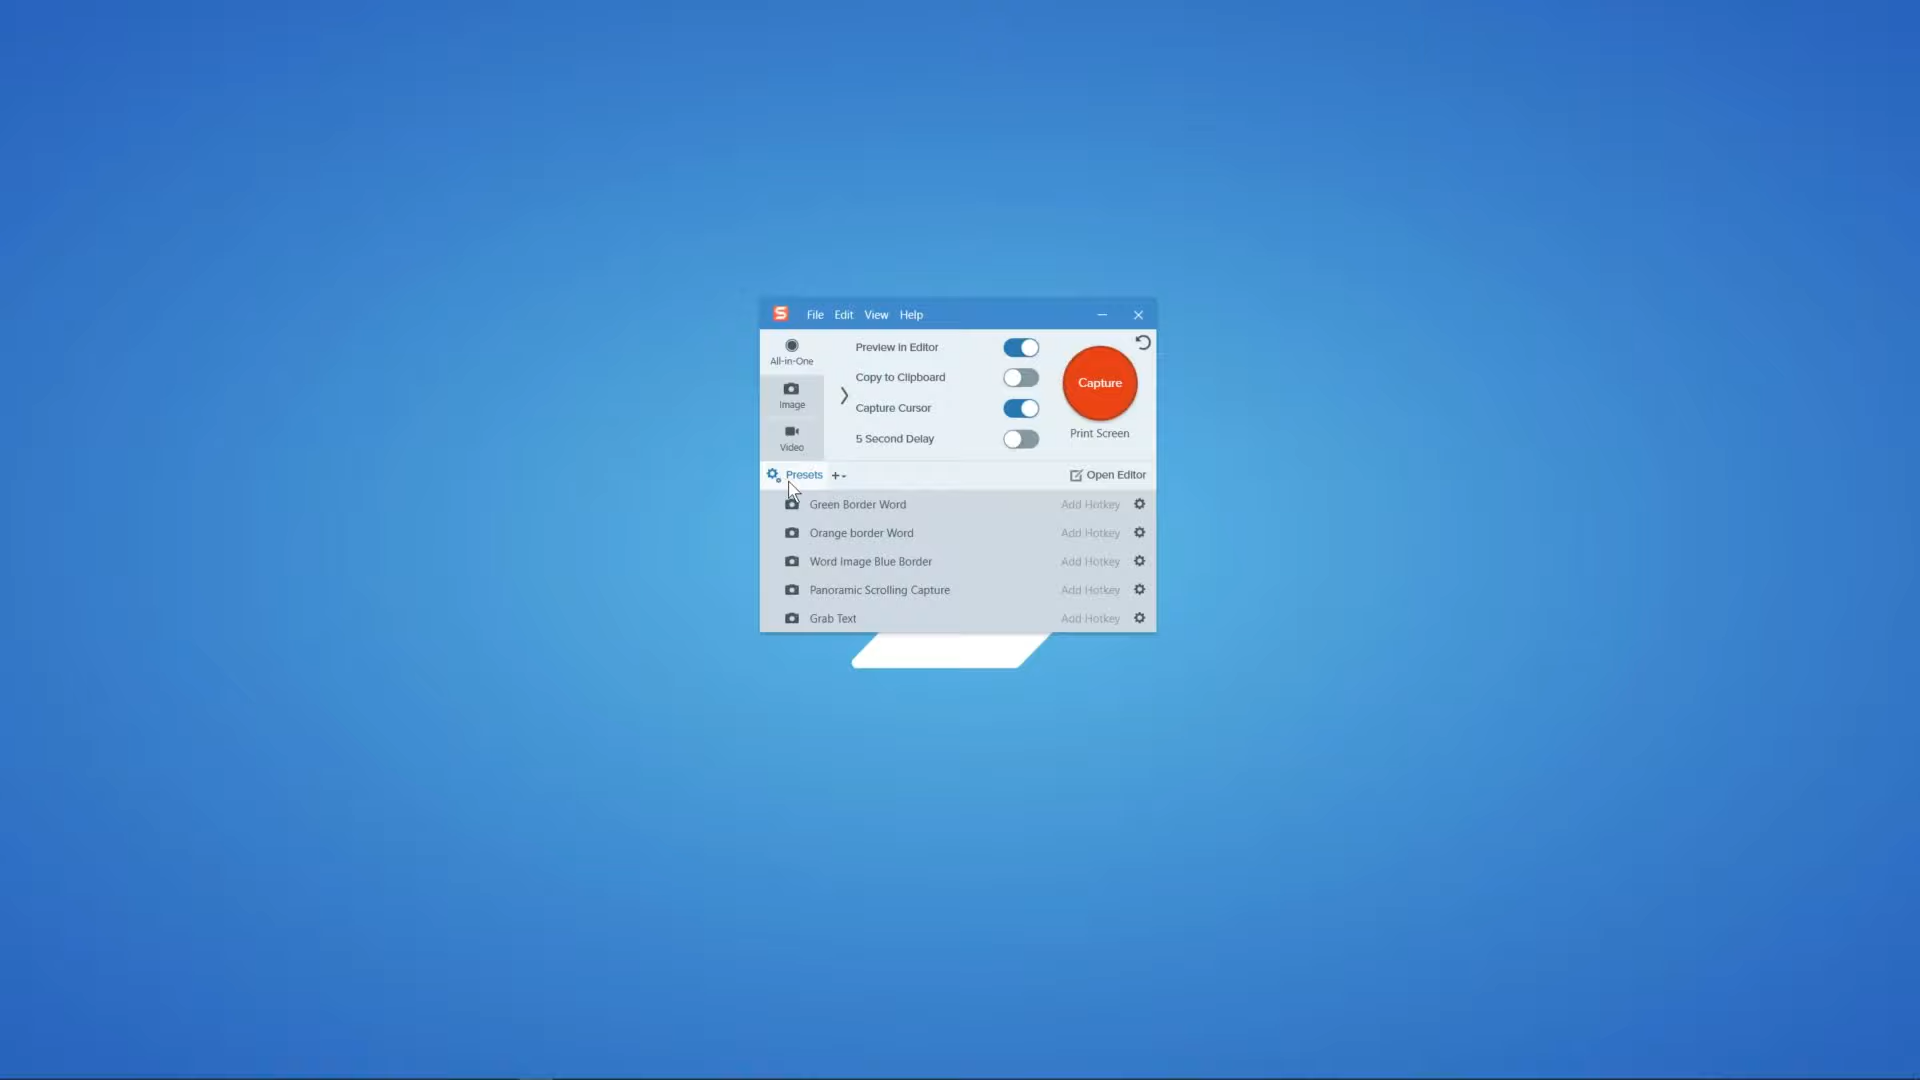 File Edit View Help
All-in-One
Image
Video
Preview in Editor
Copy to Clipboard
Capture Cursor
5 Second Delay
Capture
Print Screen
Presets
Open Editor
Green Border Word Add Hotkey
Orange border Word Add Hotkey
Word Image Blue Border Add Hotkey
Panoramic Scrolling Capture Add Hotkey
Grab Text Add Hotkey